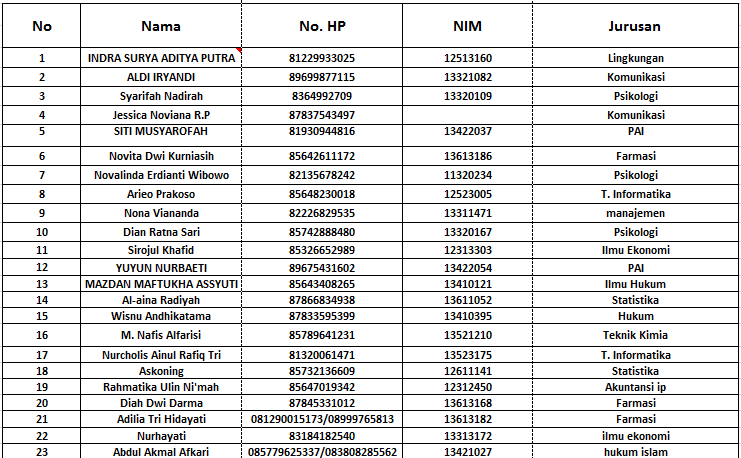 No Nama No. HP NIM Jurusan
1 INDRA SURYA ADITYA PUTRA 81229933025 12513160 Lingkungan
2 ALDI IRYANDI 89699877115 13321082 Komunikasi
3 Syarifah Nadirah 8364992709 13320109 Psikologi
4 Jessica Noviana R.P 87837543497 Komunikasi
5 SITI MUSYAROFAH 81930944816 13422037 PAI
6 Novita Dwi Kurniasih 85642611172 13613186 Farmasi
7 Novalinda Erdianti Wibowo 82135678242 11320234 Psikologi
8 Arieo Prakoso 85648230018 12523005 T. Informatika
9 Nona Viananda 82226829535 13311471 manajemen
10 Dian Ratna Sari 85742888480 13320167 Psikologi
11 Sirojul Khafid 85326652989 12313303 Ilmu Ekonomi
12 YUYUN NURBAETI 89675431602 13422054 PAI
13 MAZDAN MAFTUKHA ASSYUTI 85643408265 13410121 Ilmu Hukum
14 Al-aina Radiyah 87866834938 13611052 Statistika
15 Wisnu Andhikatama 87833595399 13410395 Hukum
16 M. Nafis Alfarisi 85789641231 13521210 Teknik Kimia
17 Nurcholis Ainul Rafiq Tri 81320061471 13523175 T. Informatika
18 Askoning 85732136609 12611141 Statistika
19 Rahmatika Ulin Ni'mah 85647019342 12312450 Akuntansi ip
20 Diah Dwi Darma 87845331012 13613168 Farmasi
21 Adilia Tri Hidayati 081290015173/08999765813 13613182 Farmasi
22 Nurhayati 83184182540 13313172 ilmu ekonomi
23 Abdul Akmal Afkari 085779625337/083808285562 13421027 hukum islam